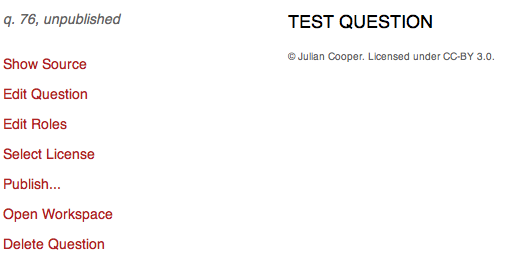 q. 76, unpublished
Show Source
Edit Question
Edit Roles
Select License
Publish...
Open Workspace
Delete Question
TEST QUESTION
© Julian Cooper. Licensed under CC-BY 3.0.